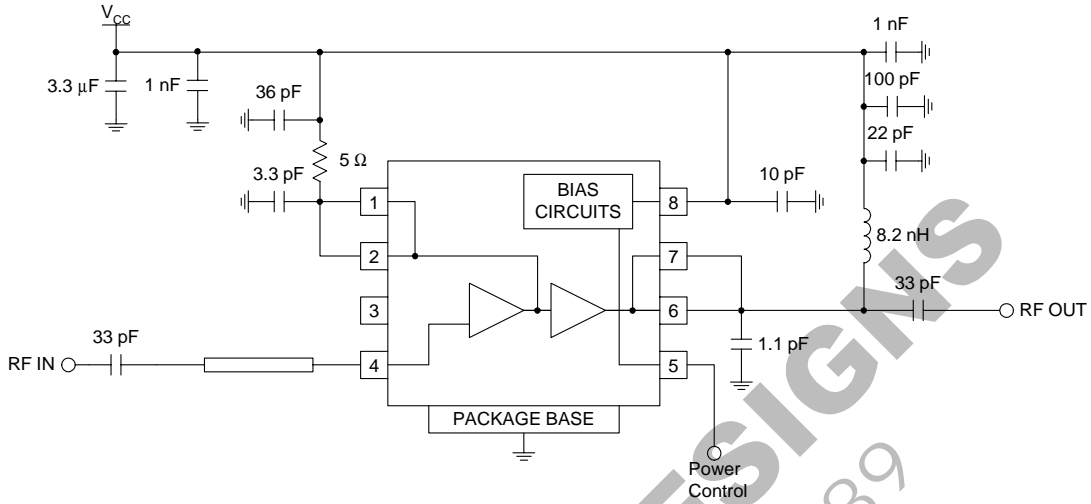 VCC
1 nF
3.3 μF
1 nF
36 pF
100 pF
22 pF
5 Ω
3.3 pF
10 pF
BIAS
CIRCUITS
1
8
8.2 nH
2
7
33 pF
3
6
RF OUT
1.1 pF
33 pF
RF IN
4
5
PACKAGE BASE
Power
Control
ESIGNS
89